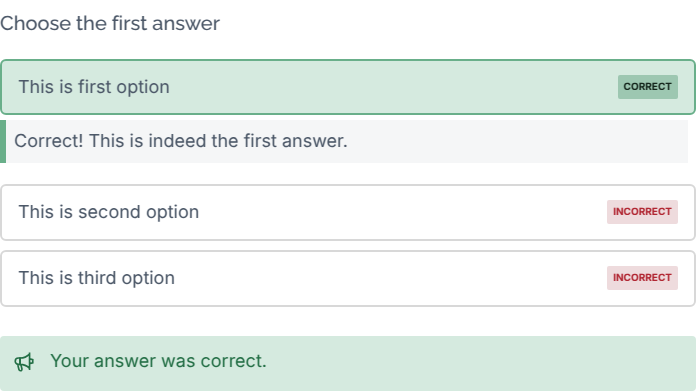 Choose the first answer
This is first option CORRECT
Correct! This is indeed the first answer.
This is second option INCORRECT
This is third option INCORRECT
Your answer was correct.